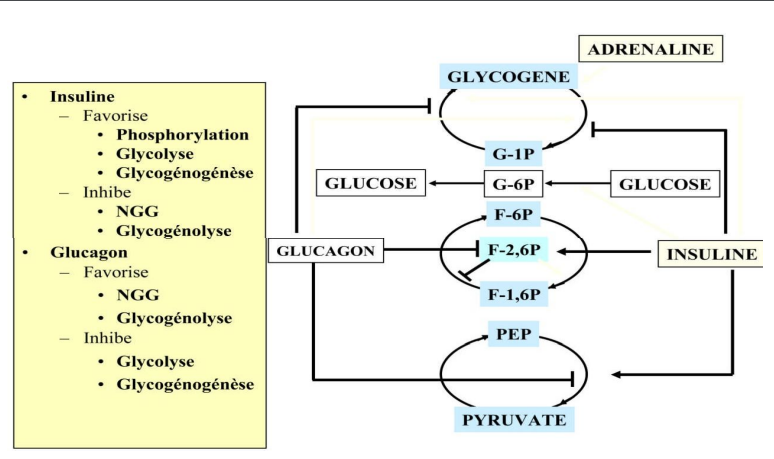 • Insuline
– Favorise
• Phosphorylation
• Glycolyse
• Glycogénogénèse
– Inhibe
• NGG
• Glycogénolyse
• Glucagon
– Favorise
• NGG
• Glycogénolyse
– Inhibe
• Glycolyse
• Glycogénogénèse
ADRENALINE
GLYCOGENE
G-1P
GLUCOSE G-6P GLUCOSE
F-6P
GLUCAGON F-2,6P INSULINE
F-1,6P
PEP
PYRUVATE